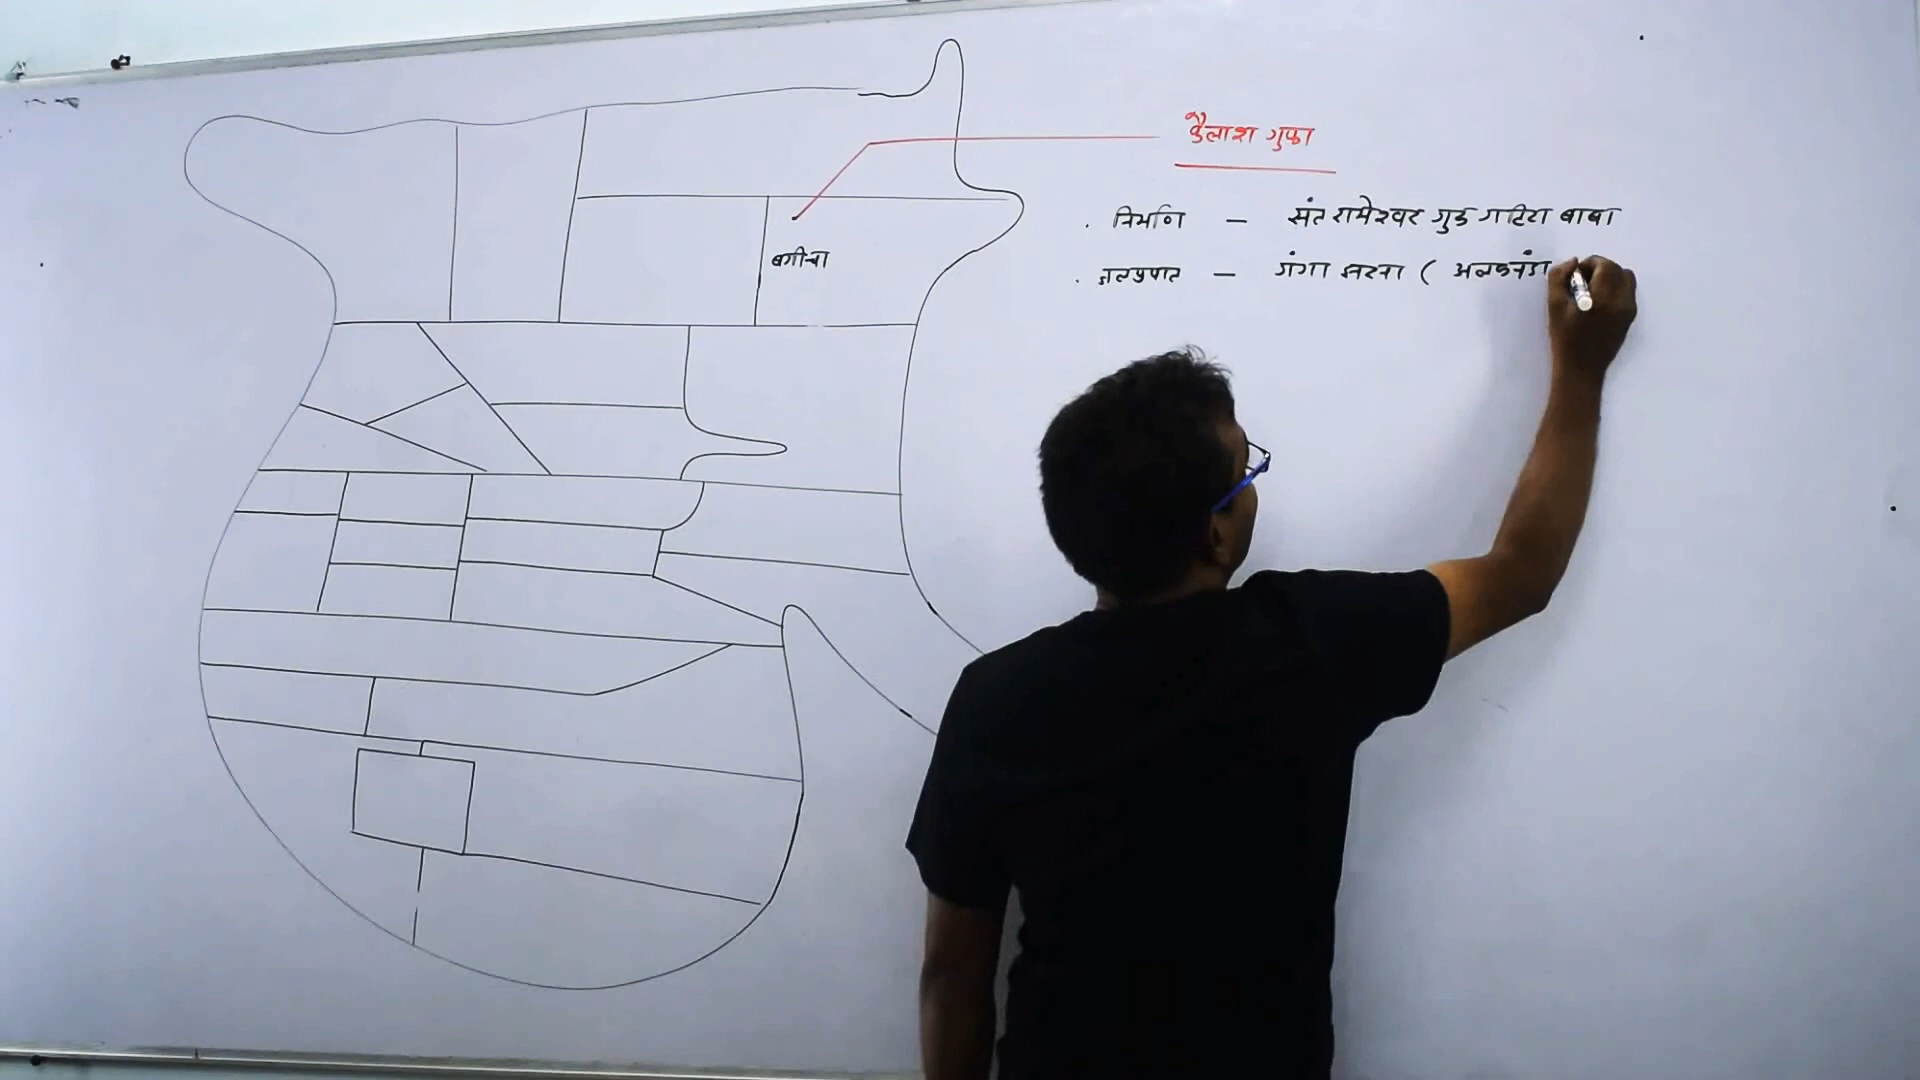 कैलाश गुफा
निर्माण – संत रामेश्वर गुरु गहिरा बाबा
जलप्रपात – गंगा झरना ( अलकनंदा
बगीचा